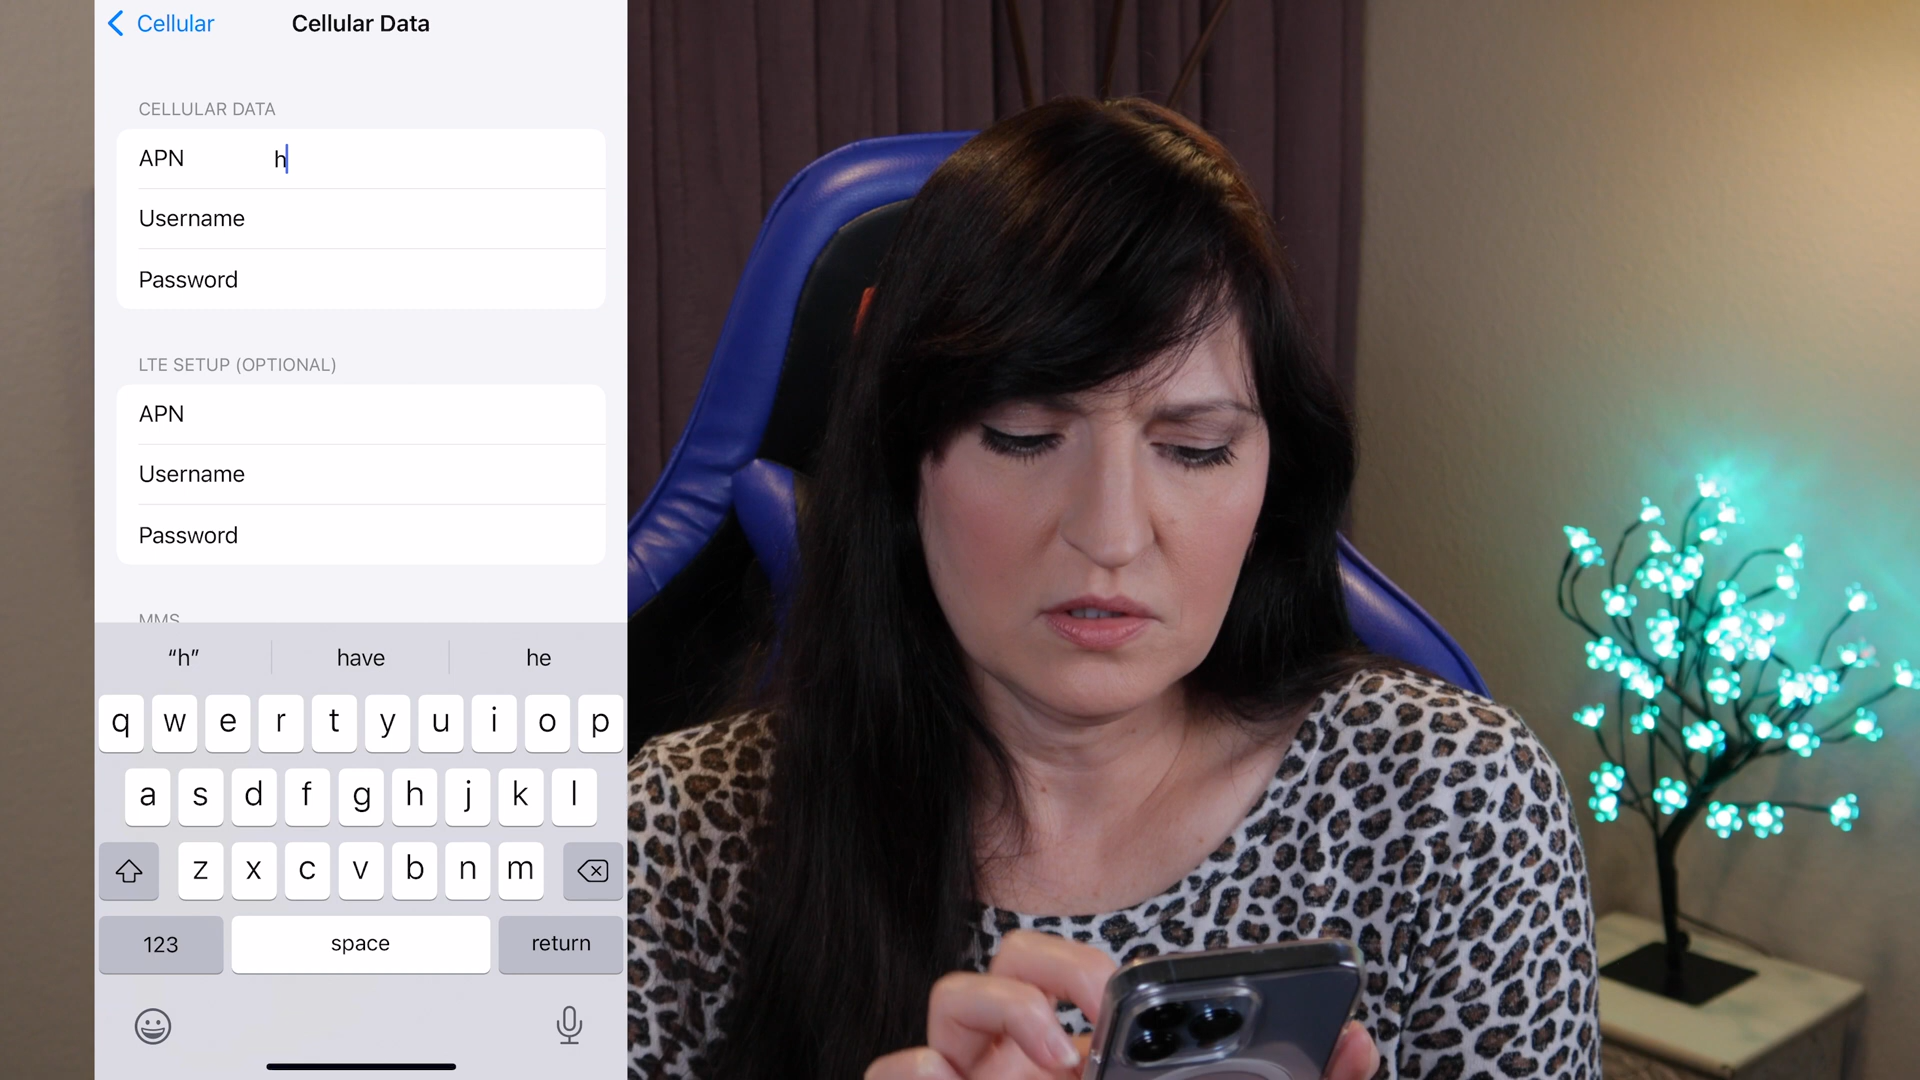 Cellular
Cellular Data
CELLULAR DATA
APN h
Username
Password
LTE SETUP (OPTIONAL)
APN
Username
Password
MMS
“h” have he
q w e r t y u i o p
a s d f g h j k l
z x c v b n m
123 space return